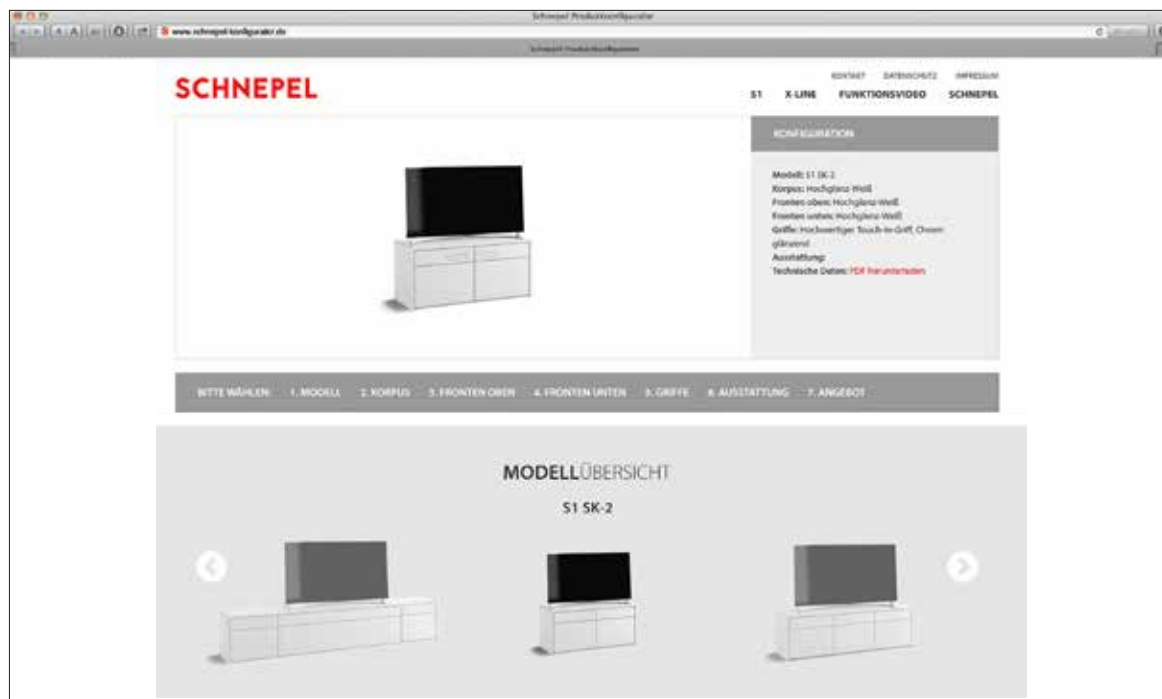 Schnepel Produktkonfigurator
www.schnepel-konfigurator.de
Schnepel Produktkonfigurator
SCHNEPEL
KONTAKT DATENSCHUTZ IMPRESSUM
S1 X-LINE FUNKTIONSVIDEO SCHNEPEL
KONFIGURATION
Modell: S1 SK-2
Korpus: Hochglanz-Weiß
Fronten oben: Hochglanz-Weiß
Fronten unten: Hochglanz-Weiß
Griffe: Hochwertiger Touch-In-Griff, Chrom
glänzend
Ausstattung:
Technische Daten: PDF herunterladen
BITTE WÄHLEN: 1. MODELL 2. KORPUS 3. FRONTEN OBEN 4. FRONTEN UNTEN 5. GRIFFE 6. AUSSTATTUNG 7. ANGEBOT
MODELLÜBERSICHT
S1 SK-2